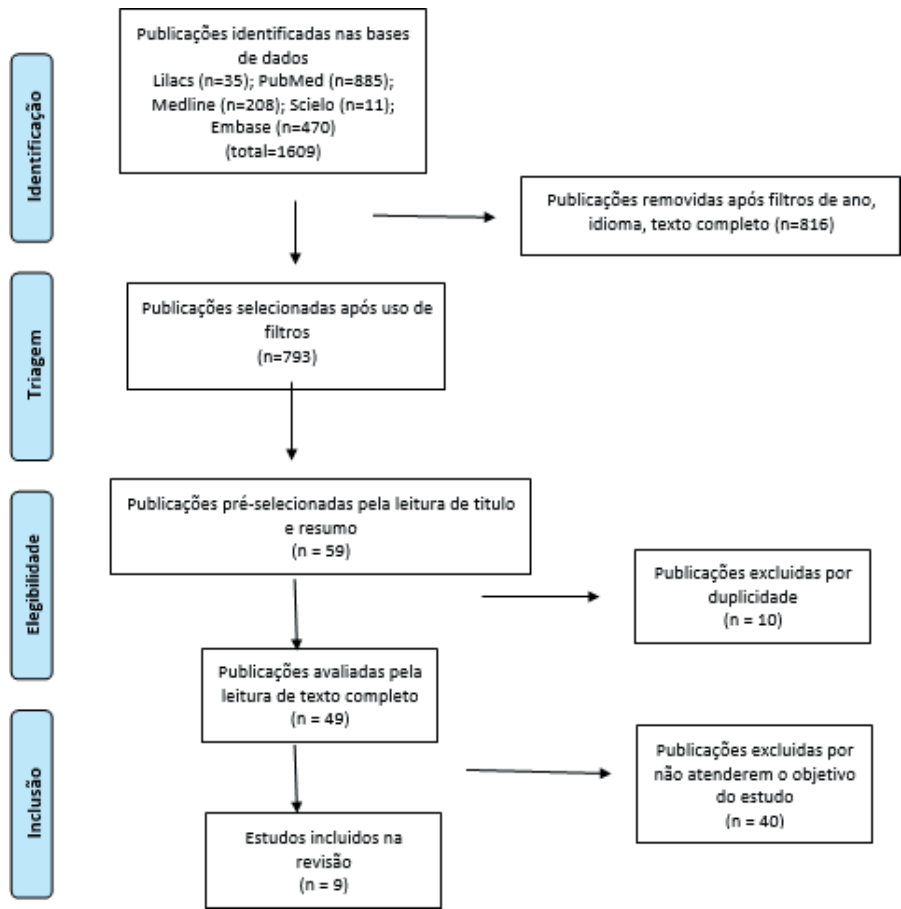 Identificação
Publicações identificadas nas bases
de dados
Lilacs (n=35); PubMed (n=885);
Medline (n=208); Scielo (n=11);
Embase (n=470)
(total=1609)
Publicações removidas após filtros de ano,
idioma, texto completo (n=816)
Triagem
Publicações selecionadas após uso de
filtros
(n=793)
Elegibilidade
Publicações pré-selecionadas pela leitura de titulo
e resumo
(n = 59)
Publicações excluidas por
duplicidade
(n = 10)
Publicações avaliadas pela
leitura de texto completo
(n = 49)
Inclusão
Publicações excluidas por
não atenderem o objetivo
do estudo
(n = 40)
Estudos incluidos na
revisão
(n = 9)